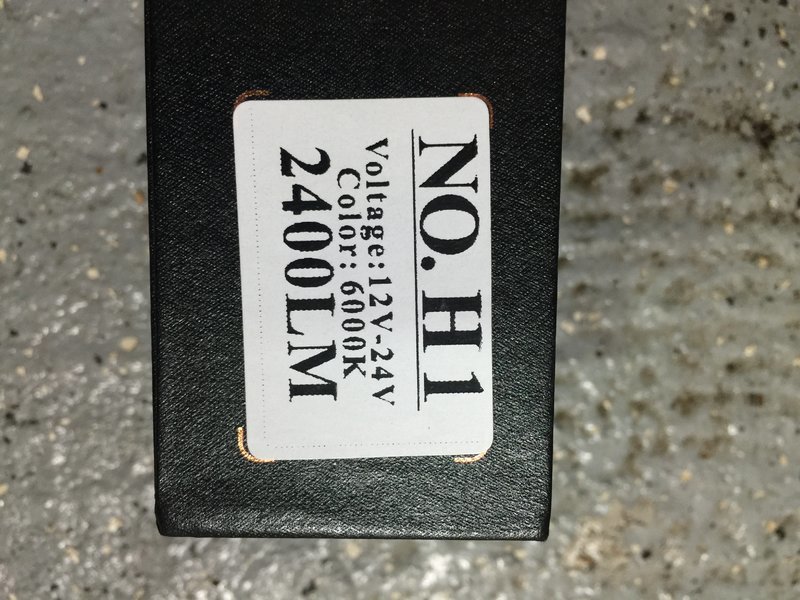 NO. H1
Voltage:12V-24V
Color: 6000K
2400LM